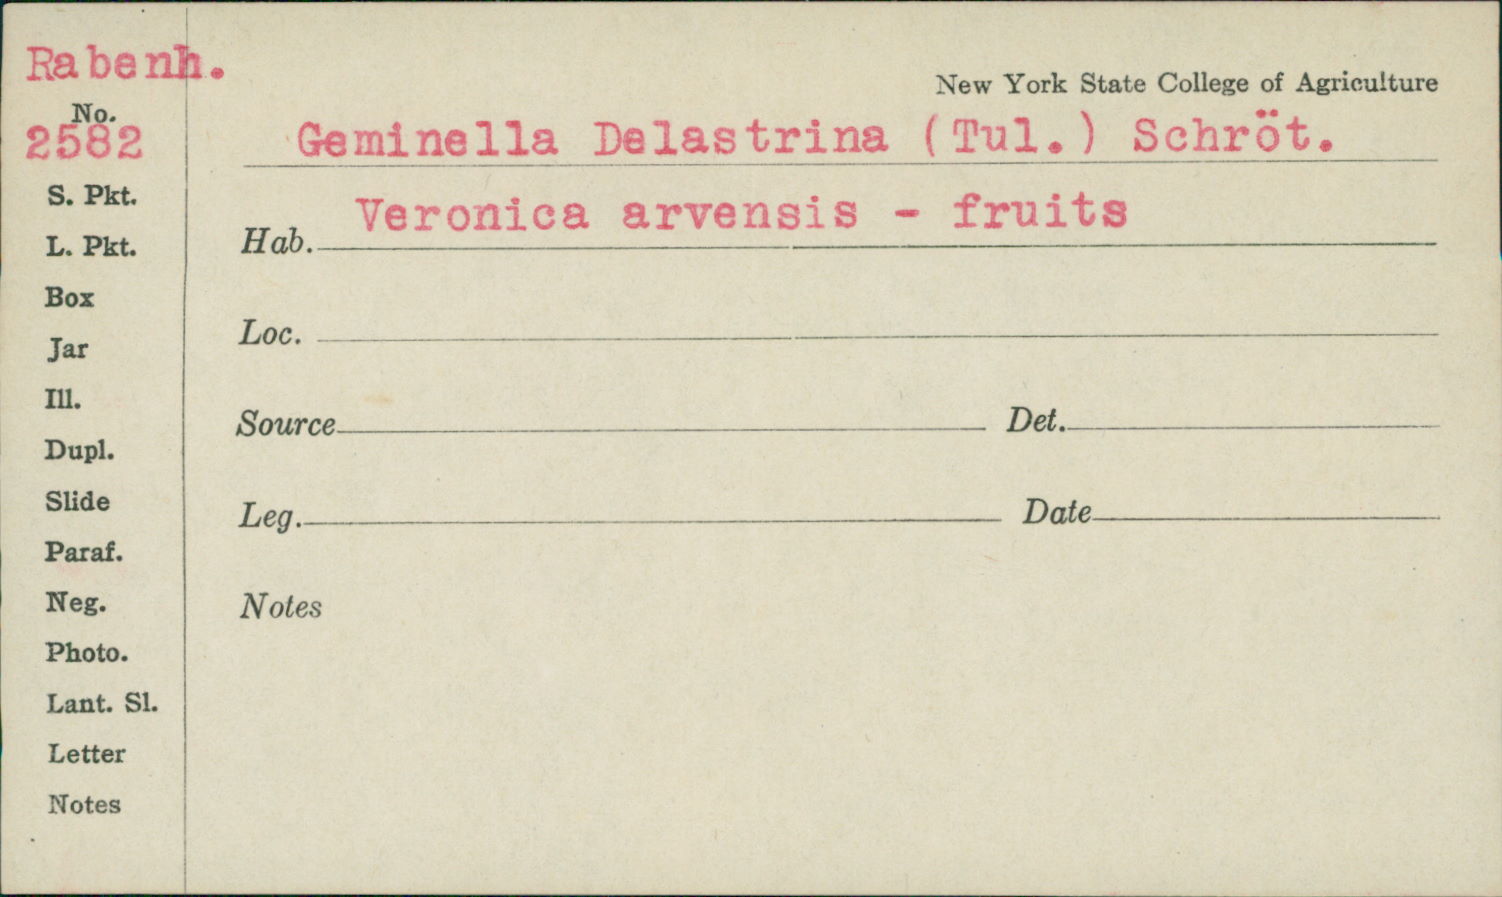 Rabenh.
New York State College of Agriculture
No.
2582
Geminella Delastrina (Tul.) Schröt.
S. Pkt.
Hab. Veronica arvensis - fruits
L. Pkt.
Box
Loc.
Jar
Ill.
Source Det.
Dupl.
Slide
Leg. Date
Paraf.
Neg.
Notes
Photo.
Lant. Sl.
Letter
Notes